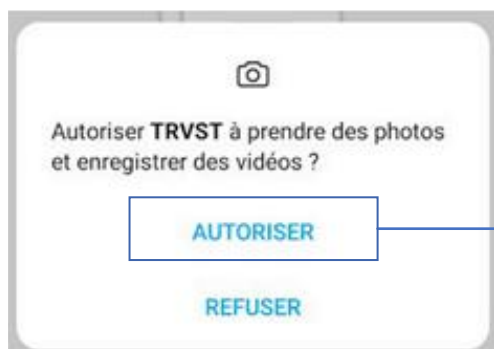 Autoriser TRVST à prendre des photos
et enregistrer des vidéos ?
AUTORISER
REFUSER